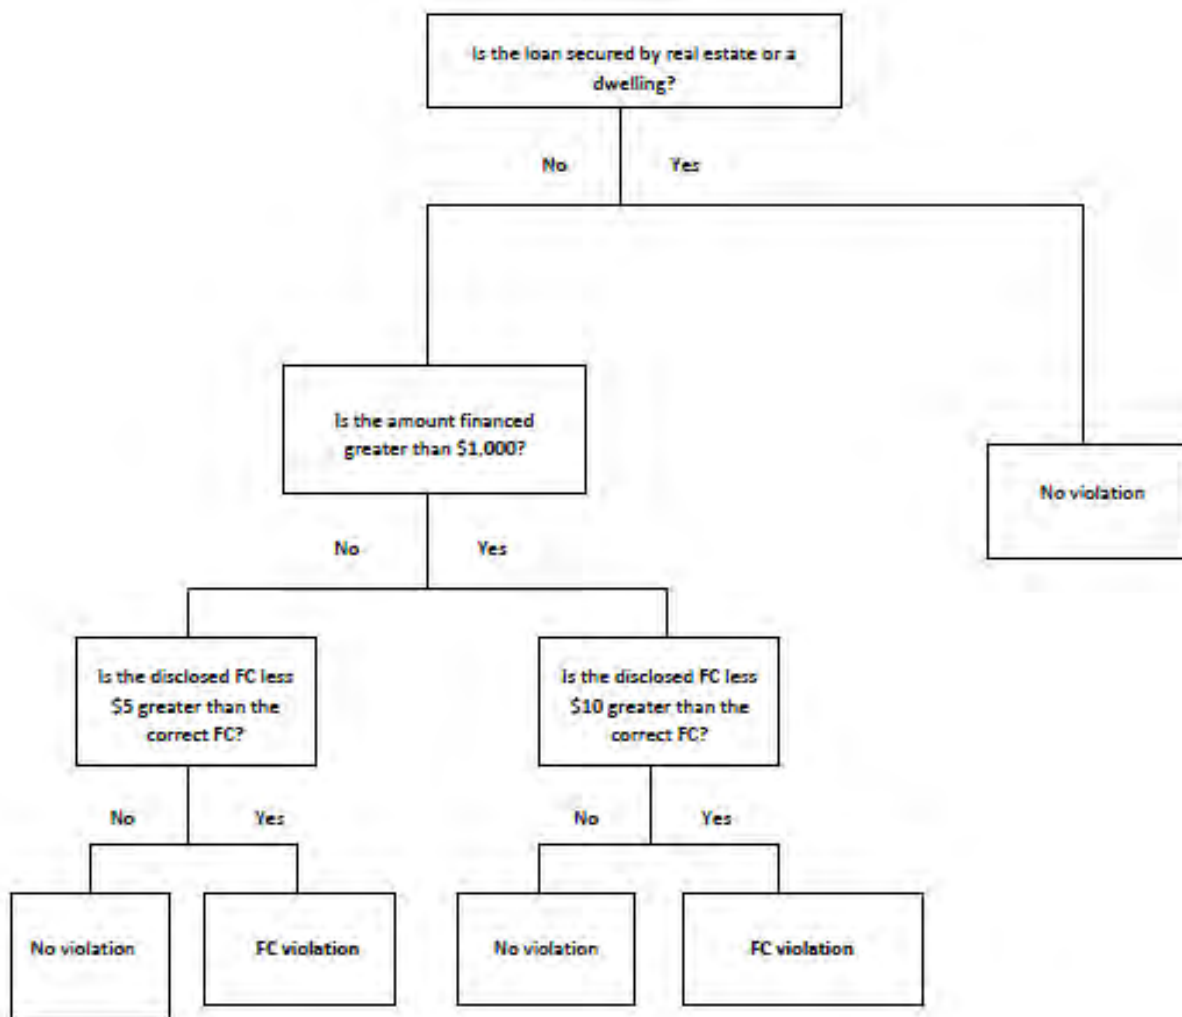 Is the loan secured by real estate or a
dwelling?
No
Yes
Is the amount financed
greater than $1,000?
No violation
No
Yes
Is the disclosed FC less
$5 greater than the
correct FC?
Is the disclosed FC less
$10 greater than the
correct FC?
No
Yes
No
Yes
No violation
FC violation
No violation
FC violation